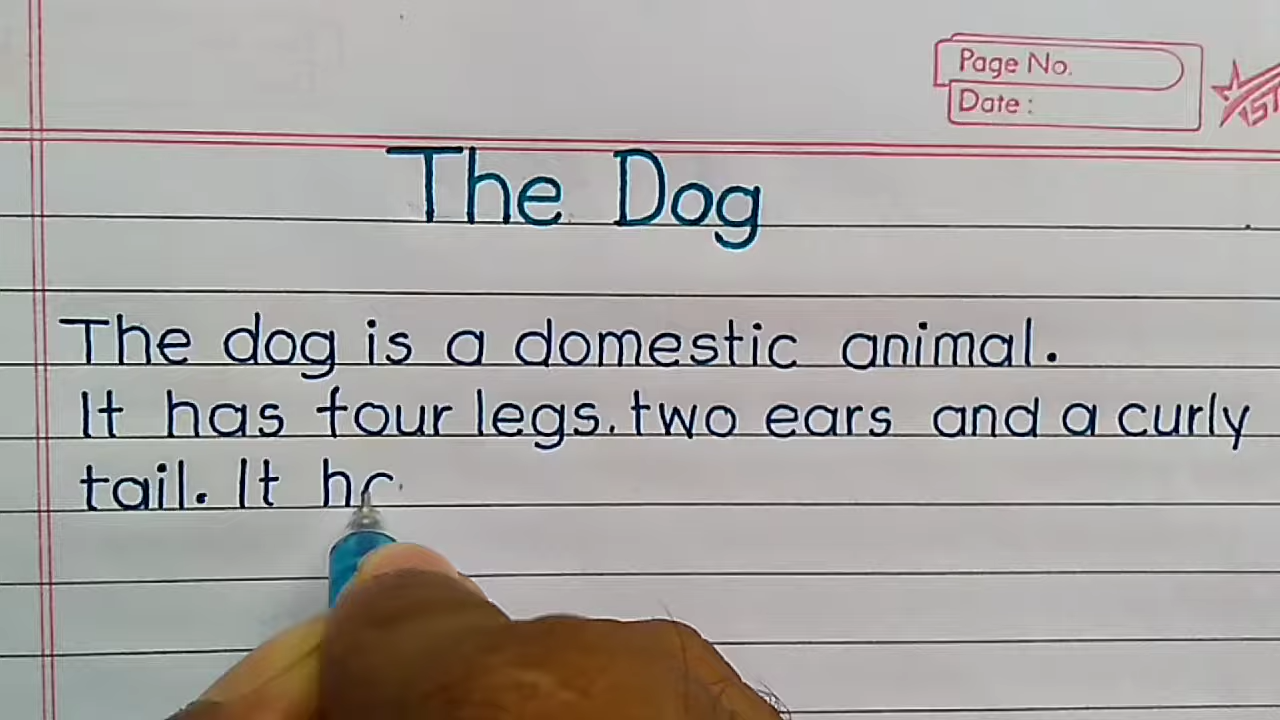 Page No.
Date :
The Dog
The dog is a domestic animal.
It has four legs. two ears and a curly
tail. It